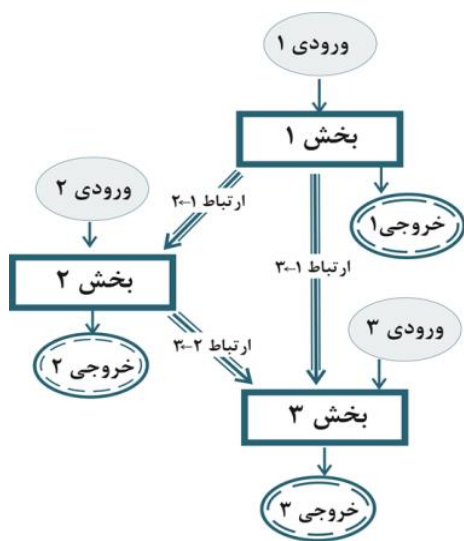 ورودی ۱
بخش ۱
ورودی ۲
ارتباط ۱←۲
خروجی۱
بخش ۲
ارتباط ۱←۳
ورودی ۳
ارتباط ۲←۳
خروجی ۲
بخش ۳
خروجی ۳